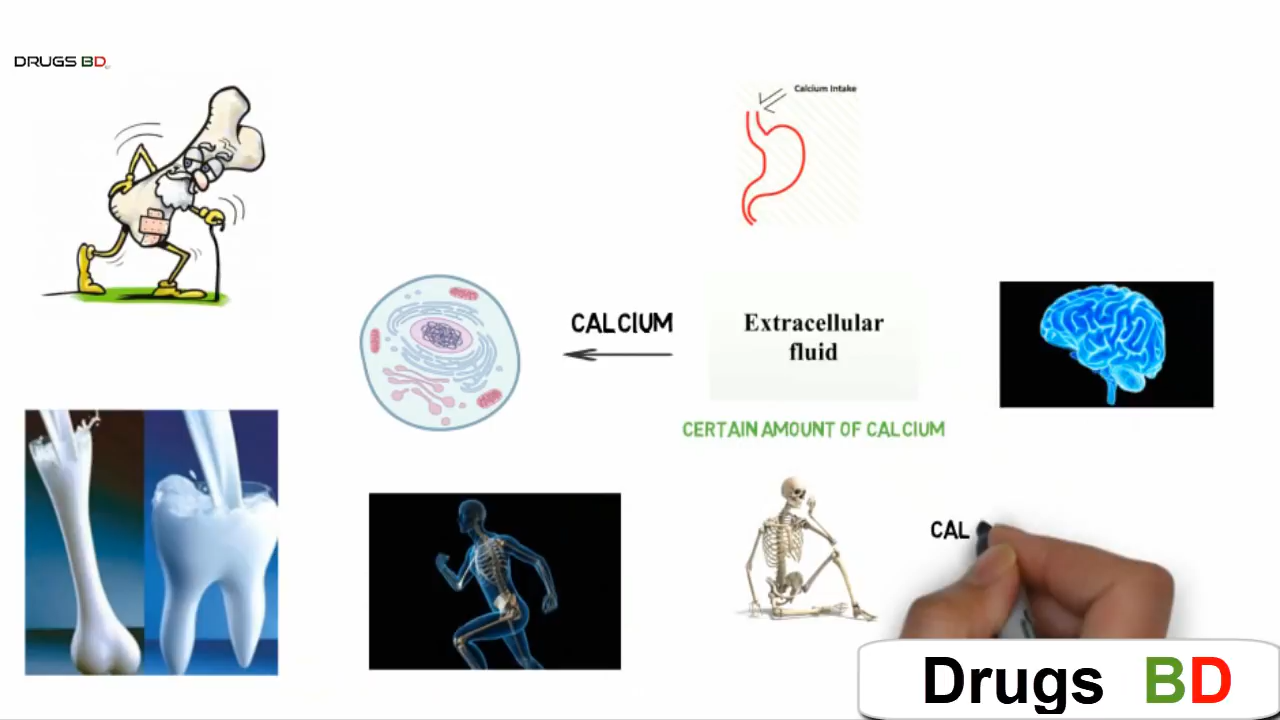 DRUGS BD
Calcium Intake
CALCIUM
Extracellular
fluid
CERTAIN AMOUNT OF CALCIUM
CAL
Drugs BD